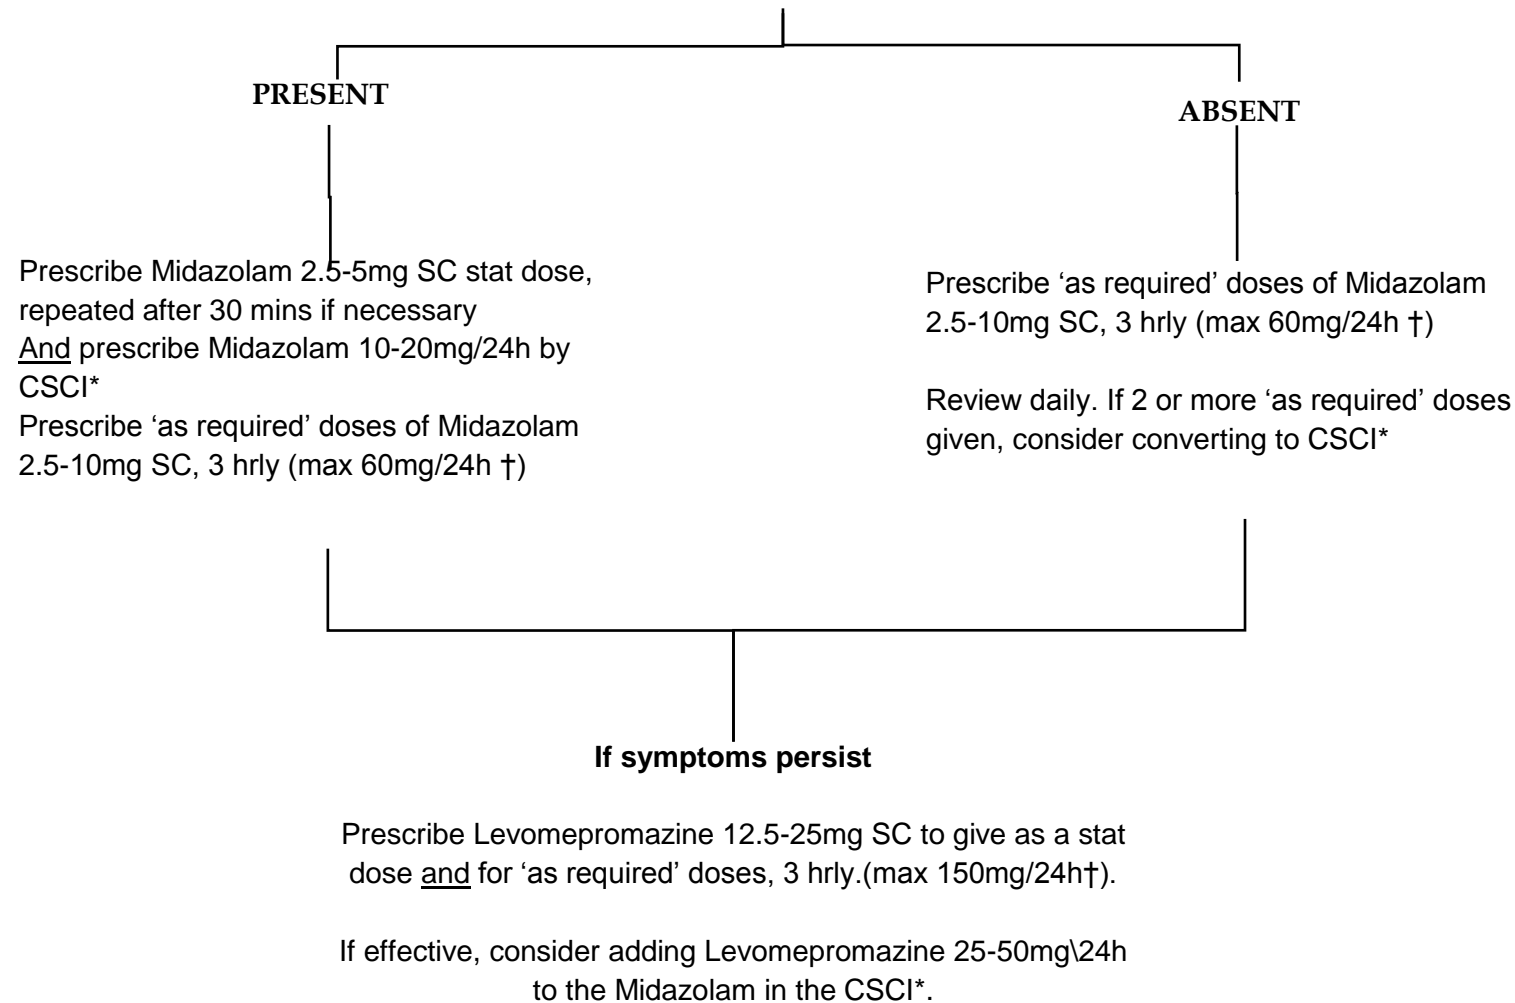 PRESENT
ABSENT
Prescribe Midazolam 2.5-5mg SC stat dose,
repeated after 30 mins if necessary
And prescribe Midazolam 10-20mg/24h by
CSCI*
Prescribe ‘as required’ doses of Midazolam
2.5-10mg SC, 3 hrly (max 60mg/24h †)
Prescribe ‘as required’ doses of Midazolam
2.5-10mg SC, 3 hrly (max 60mg/24h †)
Review daily. If 2 or more ‘as required’ doses
given, consider converting to CSCI*
If symptoms persist
Prescribe Levomepromazine 12.5-25mg SC to give as a stat
dose and for ‘as required’ doses, 3 hrly.(max 150mg/24h†).
If effective, consider adding Levomepromazine 25-50mg\24h
to the Midazolam in the CSCI*.